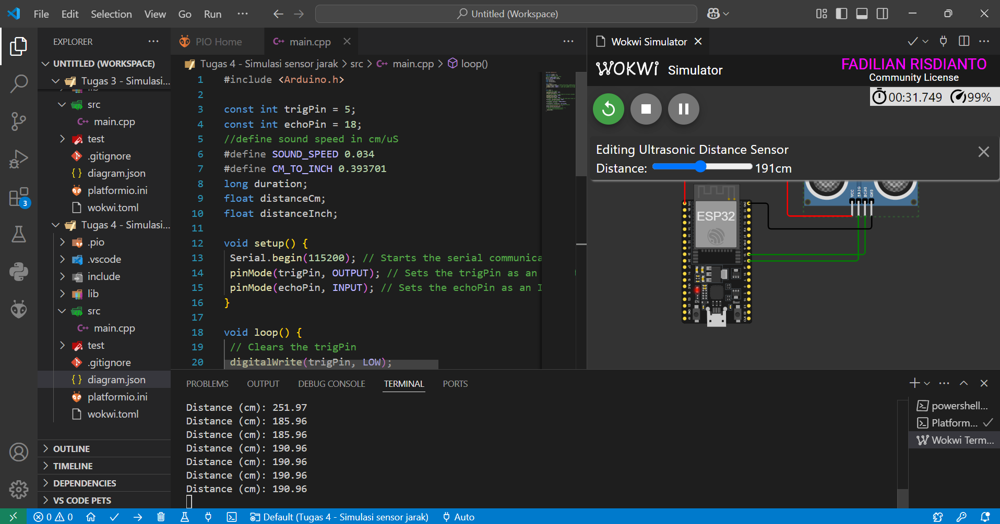 File Edit Selection View Go Run ··· Untitled (Workspace)
EXPLORER
UNTITLED (WORKSPACE)
Tugas 3 - Simulasi...
lib
src
main.cpp
test
.gitignore
diagram.json
platformio.ini
wokwi.toml
Tugas 4 - Simulasi...
.pio
.vscode
include
lib
src
main.cpp
test
.gitignore
diagram.json
platformio.ini
wokwi.toml
OUTLINE
TIMELINE
DEPENDENCIES
VS CODE PETS
3
PIO Home
main.cpp
Tugas 4 - Simulasi sensor jarak > src > main.cpp > loop()
1 #include <Arduino.h>
2
3 const int trigPin = 5;
4 const int echoPin = 18;
5 //define sound speed in cm/uS
6 #define SOUND_SPEED 0.034
7 #define CM_TO_INCH 0.393701
8 long duration;
9 float distanceCm;
10 float distanceInch;
11
12 void setup() {
13 Serial.begin(115200); // Starts the serial communica
14 pinMode(trigPin, OUTPUT); // Sets the trigPin as an
15 pinMode(echoPin, INPUT); // Sets the echoPin as an I
16 }
17
18 void loop() {
19 // Clears the trigPin
20 digitalWrite(trigPin, LOW);
Wokwi Simulator
WOKWi Simulator
FADILIAN RISDIANTO
Community License
00:31.749 99%
Editing Ultrasonic Distance Sensor
Distance: 191cm
VCC
TRIG
ECHO
GND
ESP32
EN
Boot
PROBLEMS OUTPUT DEBUG CONSOLE TERMINAL PORTS
Distance (cm): 251.97
Distance (cm): 185.96
Distance (cm): 185.96
Distance (cm): 190.96
Distance (cm): 190.96
Distance (cm): 190.96
Distance (cm): 190.96
powershell...
Platform...
Wokwi Term...
0 0 Default (Tugas 4 - Simulasi sensor jarak) Auto